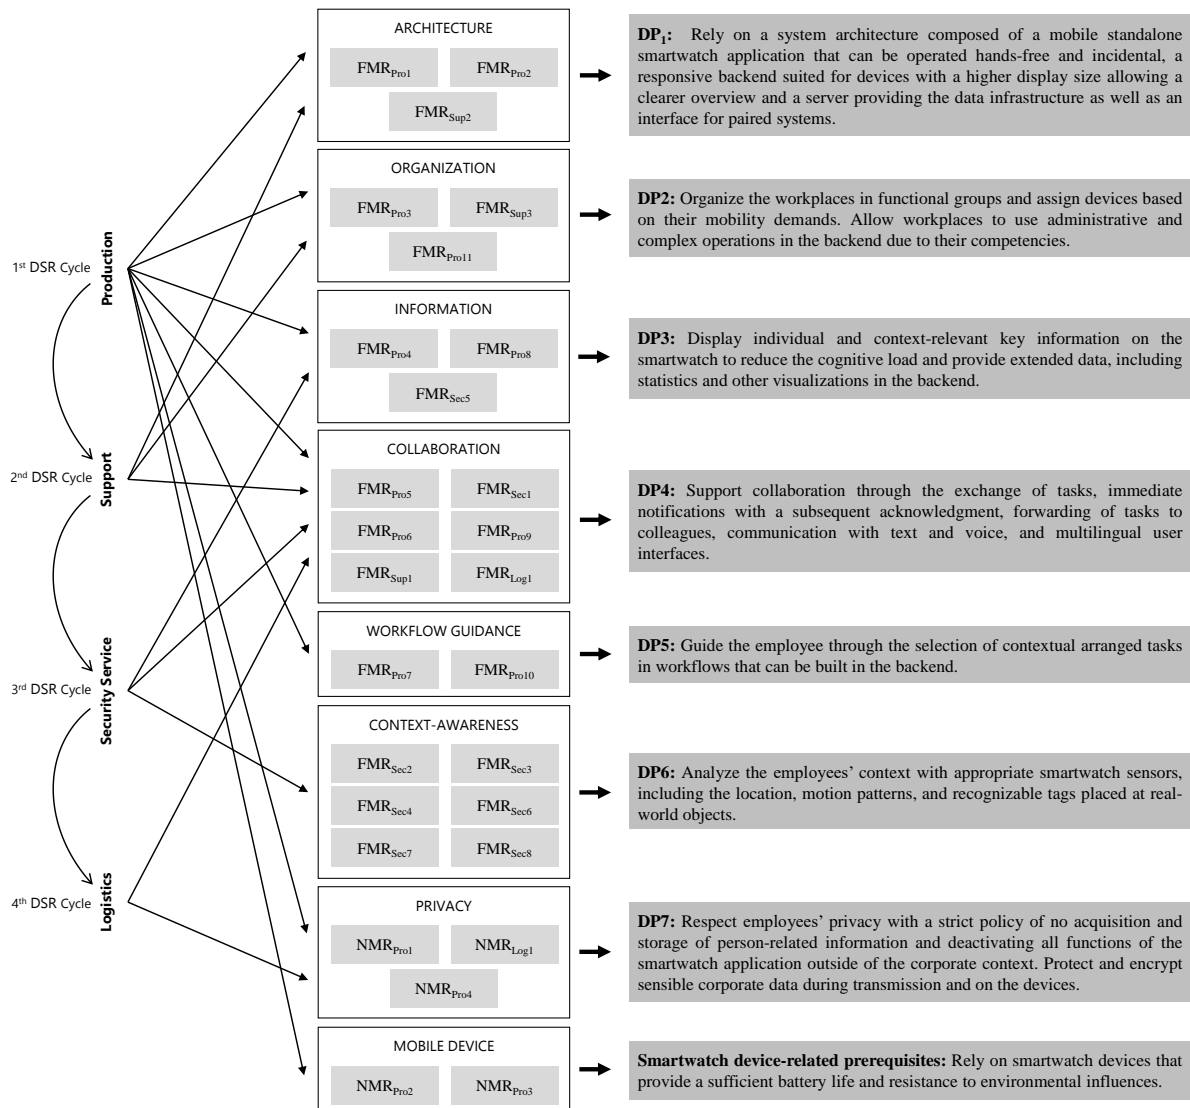 1st DSR Cycle
Production
2nd DSR Cycle
Support
3rd DSR Cycle
Security Service
4th DSR Cycle
Logistics
ARCHITECTURE
FMRPro1 FMRPro2
FMRSup2
DP1: Rely on a system architecture composed of a mobile standalone
smartwatch application that can be operated hands-free and incidental, a
responsive backend suited for devices with a higher display size allowing a
clearer overview and a server providing the data infrastructure as well as an
interface for paired systems.
ORGANIZATION
FMRPro3 FMRSup3
FMRPro11
DP2: Organize the workplaces in functional groups and assign devices based
on their mobility demands. Allow workplaces to use administrative and
complex operations in the backend due to their competencies.
INFORMATION
FMRPro4 FMRPro8
FMRSec5
DP3: Display individual and context-relevant key information on the
smartwatch to reduce the cognitive load and provide extended data, including
statistics and other visualizations in the backend.
COLLABORATION
FMRPro5 FMRSec1
FMRPro6 FMRPro9
FMRSup1 FMRLog1
DP4: Support collaboration through the exchange of tasks, immediate
notifications with a subsequent acknowledgment, forwarding of tasks to
colleagues, communication with text and voice, and multilingual user
interfaces.
WORKFLOW GUIDANCE
FMRPro7 FMRPro10
DP5: Guide the employee through the selection of contextual arranged tasks
in workflows that can be built in the backend.
CONTEXT-AWARENESS
FMRSec2 FMRSec3
FMRSec4 FMRSec6
FMRSec7 FMRSec8
DP6: Analyze the employees' context with appropriate smartwatch sensors,
including the location, motion patterns, and recognizable tags placed at real-
world objects.
PRIVACY
NMRPro1 NMRLog1
NMRPro4
DP7: Respect employees' privacy with a strict policy of no acquisition and
storage of person-related information and deactivating all functions of the
smartwatch application outside of the corporate context. Protect and encrypt
sensible corporate data during transmission and on the devices.
MOBILE DEVICE
NMRPro2 NMRPro3
Smartwatch device-related prerequisites: Rely on smartwatch devices that
provide a sufficient battery life and resistance to environmental influences.